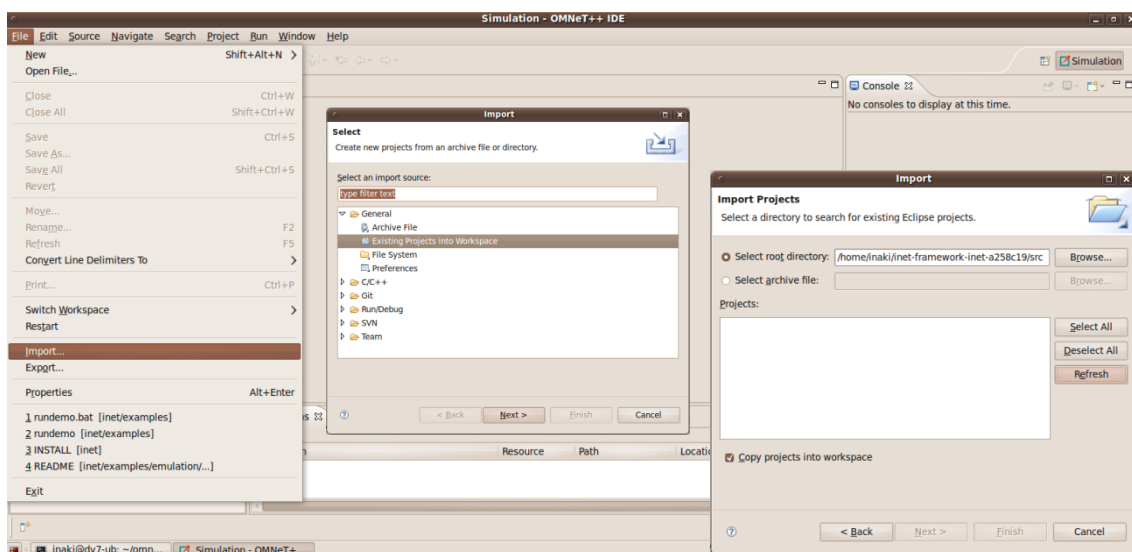 Simulation - OMNeT++ IDE
File Edit Source Navigate Search Project Run Window Help
New Shift+Alt+N >
Open File...
Close Ctrl+W
Close All Shift+Ctrl+W
Save Ctrl+S
Save As...
Save All Shift+Ctrl+S
Revert
Move...
Rename... F2
Refresh F5
Convert Line Delimiters To >
Print... Ctrl+P
Switch Workspace >
Restart
Import...
Export...
Properties Alt+Enter
1 rundemo.bat [inet/examples]
2 rundemo [inet/examples]
3 INSTALL [inet]
4 README [inet/examples/emulation/...]
Exit
Simulation
Console
No consoles to display at this time.
Import
Select
Create new projects from an archive file or directory.
Select an import source:
type filter text
General
Archive File
Existing Projects into Workspace
File System
Preferences
C/C++
Git
Run/Debug
SVN
Team
< Back Next > Finish Cancel
Resource Path Locatio
Import
Import Projects
Select a directory to search for existing Eclipse projects.
Select root directory: /home/inaki/inet-framework-inet-a258c19/src Browse...
Select archive file: Browse...
Projects:
Select All
Deselect All
Refresh
Copy projects into workspace
< Back Next > Finish Cancel
inaki@dv7-ub: ~/omn... Simulation - OMNeT+...